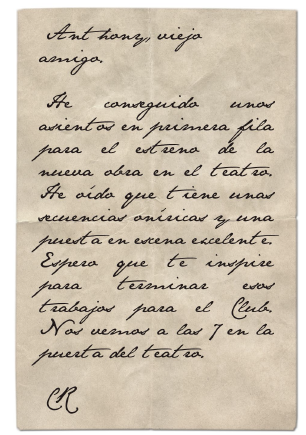 Anthony, viejo
amigo.
He conseguido unos
asientos en primera fila
para el estreno de la
nueva obra en el teatro.
He oído que tiene unas
secuencias oníricas y una
puesta en escena excelente.
Espero que te inspire
para terminar esos
trabajos para el Club.
Nos vemos a las 7 en la
puerta del teatro.
CR